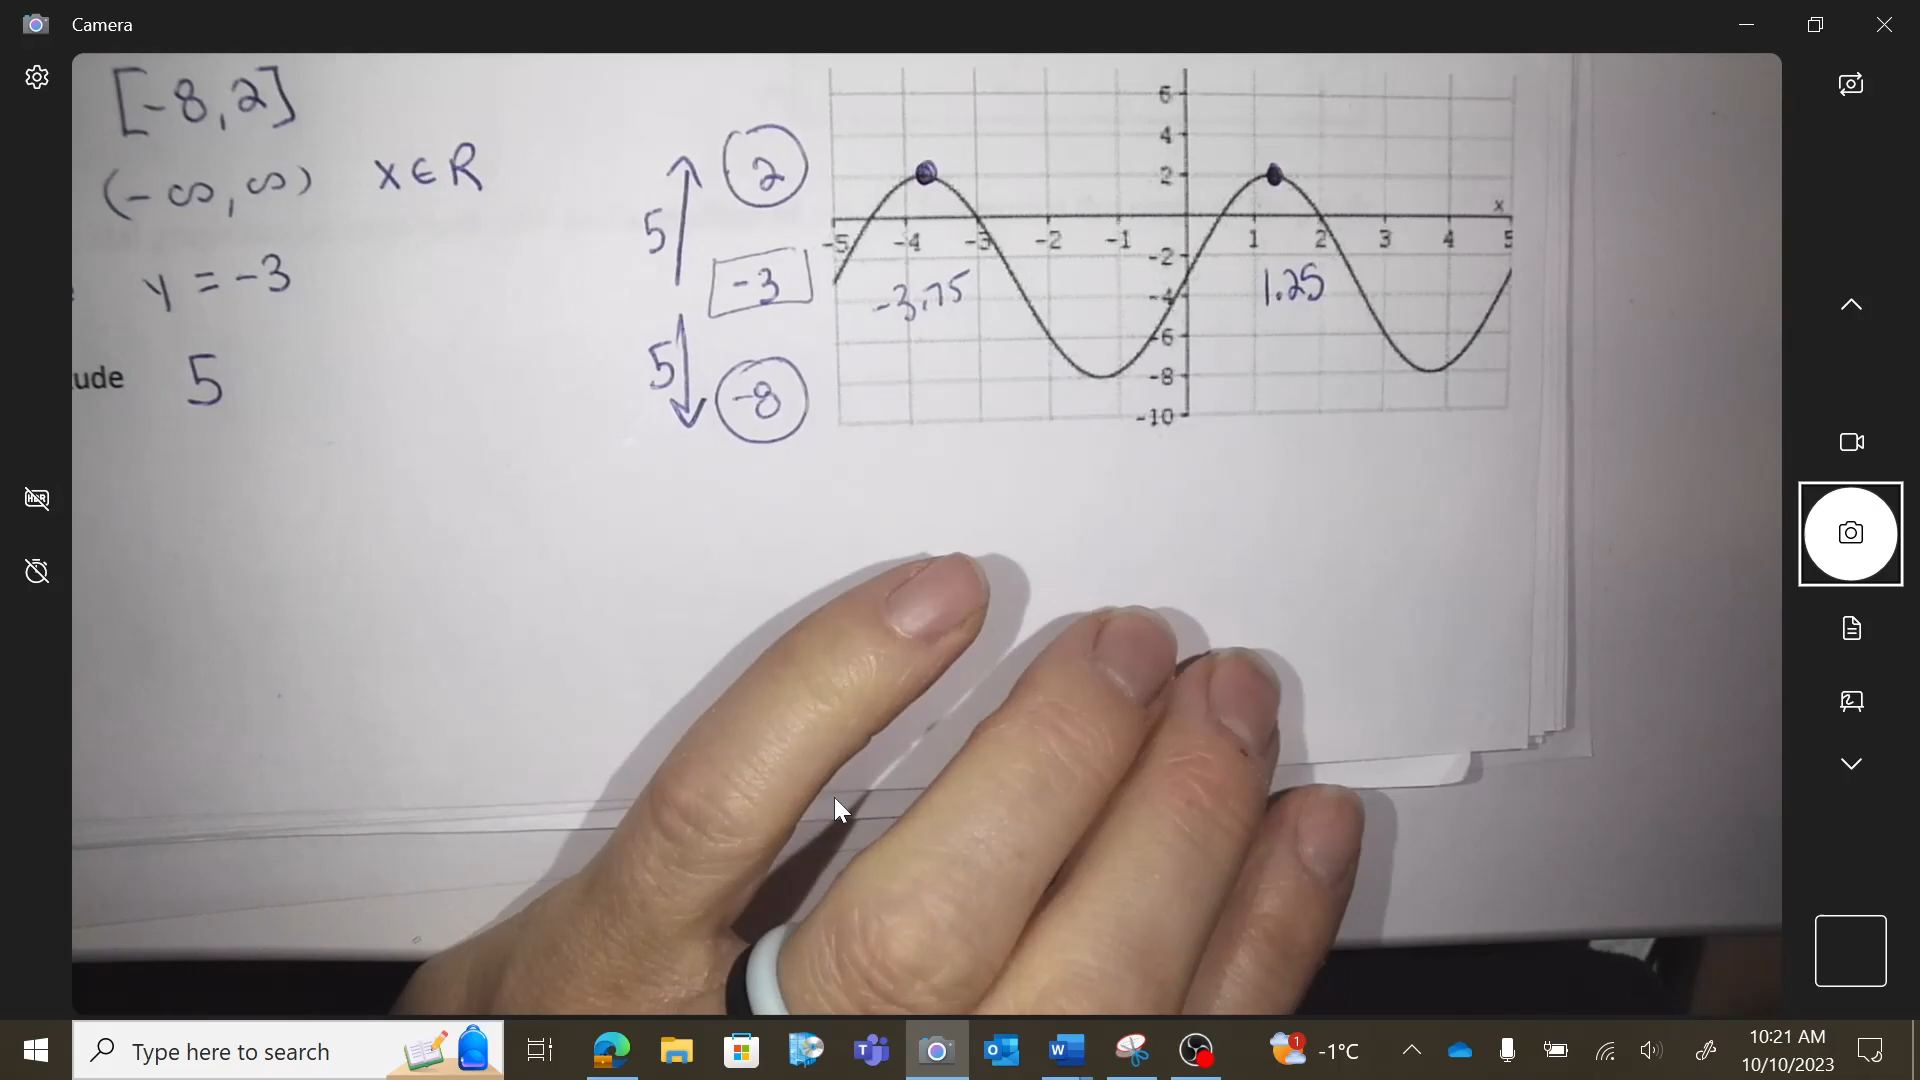 Camera
[-8,2]
(-∞,∞) x∈R
y = -3
ude 5
5
5
2
-3
-8
6
4
2
x
-5 -4 -3 -2 -1 1 2 3 4 5
-2
-4
-6
-8
-10
-3.75 1.25
Type here to search
1
-1°C
10:21 AM
10/10/2023